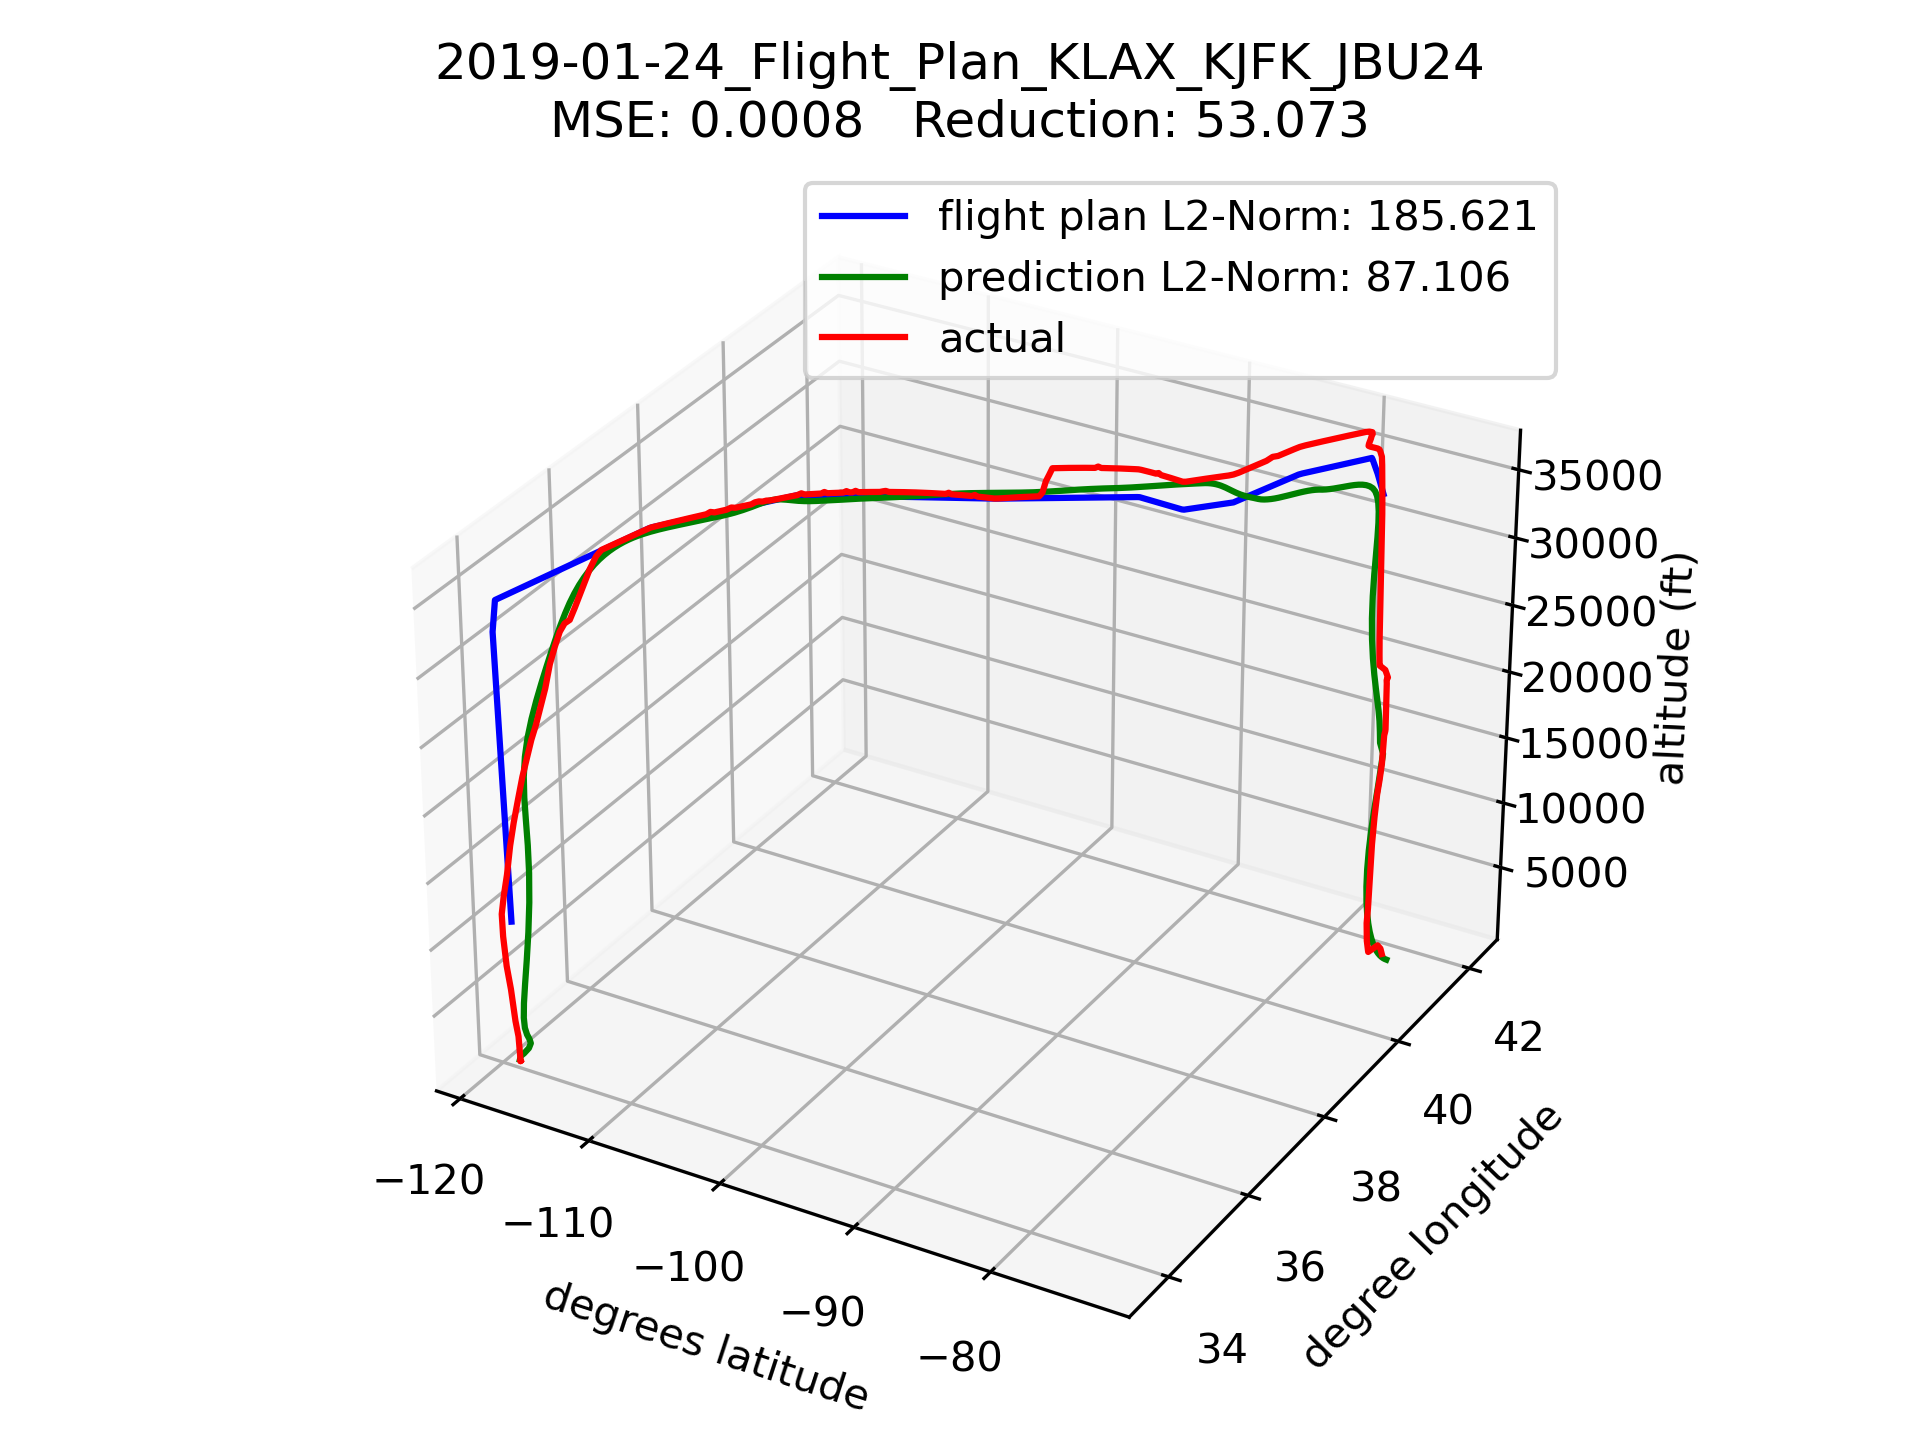 2019-01-24_Flight_Plan_KLAX_KJFK_JBU24
MSE: 0.0008   Reduction: 53.073
flight plan L2-Norm: 185.621
prediction L2-Norm: 87.106
actual
35000
30000
25000
20000
15000
10000
5000
altitude (ft)
42
40
38
36
34
degree longitude
−120
−110
−100
−90
−80
degrees latitude